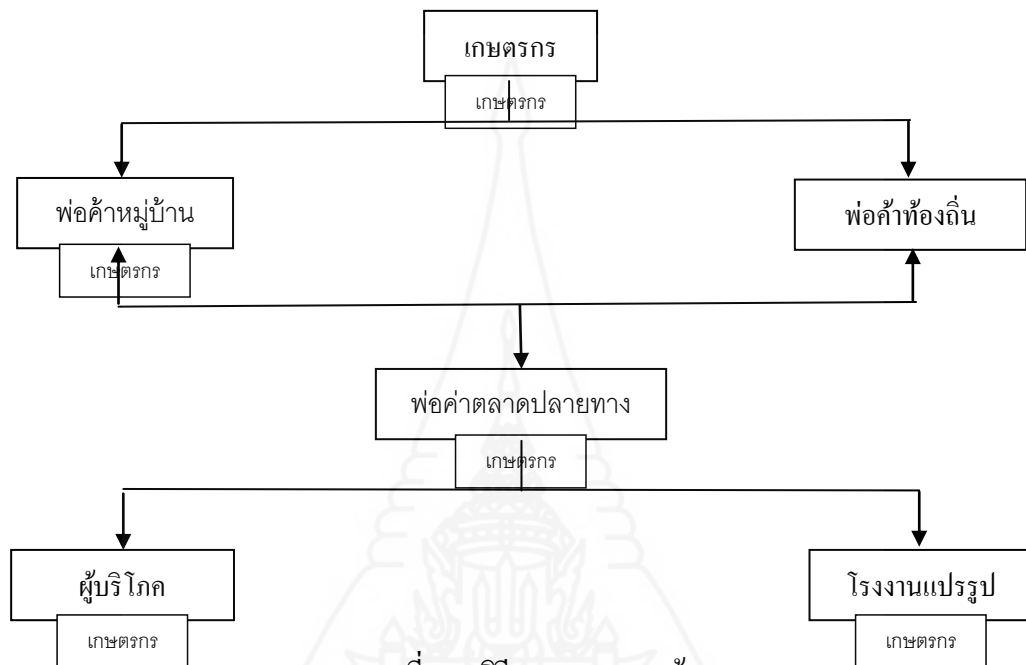 เกษตรกร
เกษตรกร
พ่อค้าหมู่บ้าน
พ่อค้าท้องถิ่น
เกษตรกร
พ่อค่าตลาดปลายทาง
เกษตรกร
ผู้บริโภค
โรงงานแปรรูป
เกษตรกร
เกษตรกร